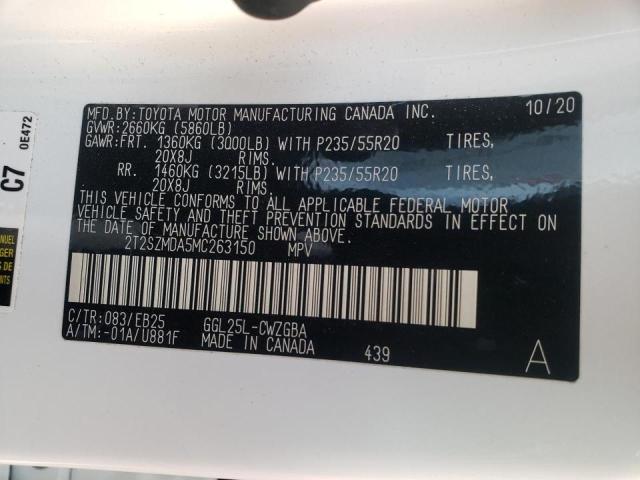 MFD.BY:TOYOTA MOTOR MANUFACTURING CANADA INC. 10/20
GVWR:2660KG (5860LB)
GAWR:FRT. 1360KG (3000LB) WITH P235/55R20 TIRES,
20X8J RIMS.
RR. 1460KG (3215LB) WITH P235/55R20 TIRES,
20X8J RIMS.
THIS VEHICLE CONFORMS TO ALL APPLICABLE FEDERAL MOTOR
VEHICLE SAFETY AND THEFT PREVENTION STANDARDS IN EFFECT ON
THE DATE OF MANUFACTURE SHOWN ABOVE.
2T2SZMDA5MC263150 MPV
C/TR:083/EB25 GGL25L-CWZGBA
A/TM:-01A/U881F MADE IN CANADA 439 A
C7 0E472